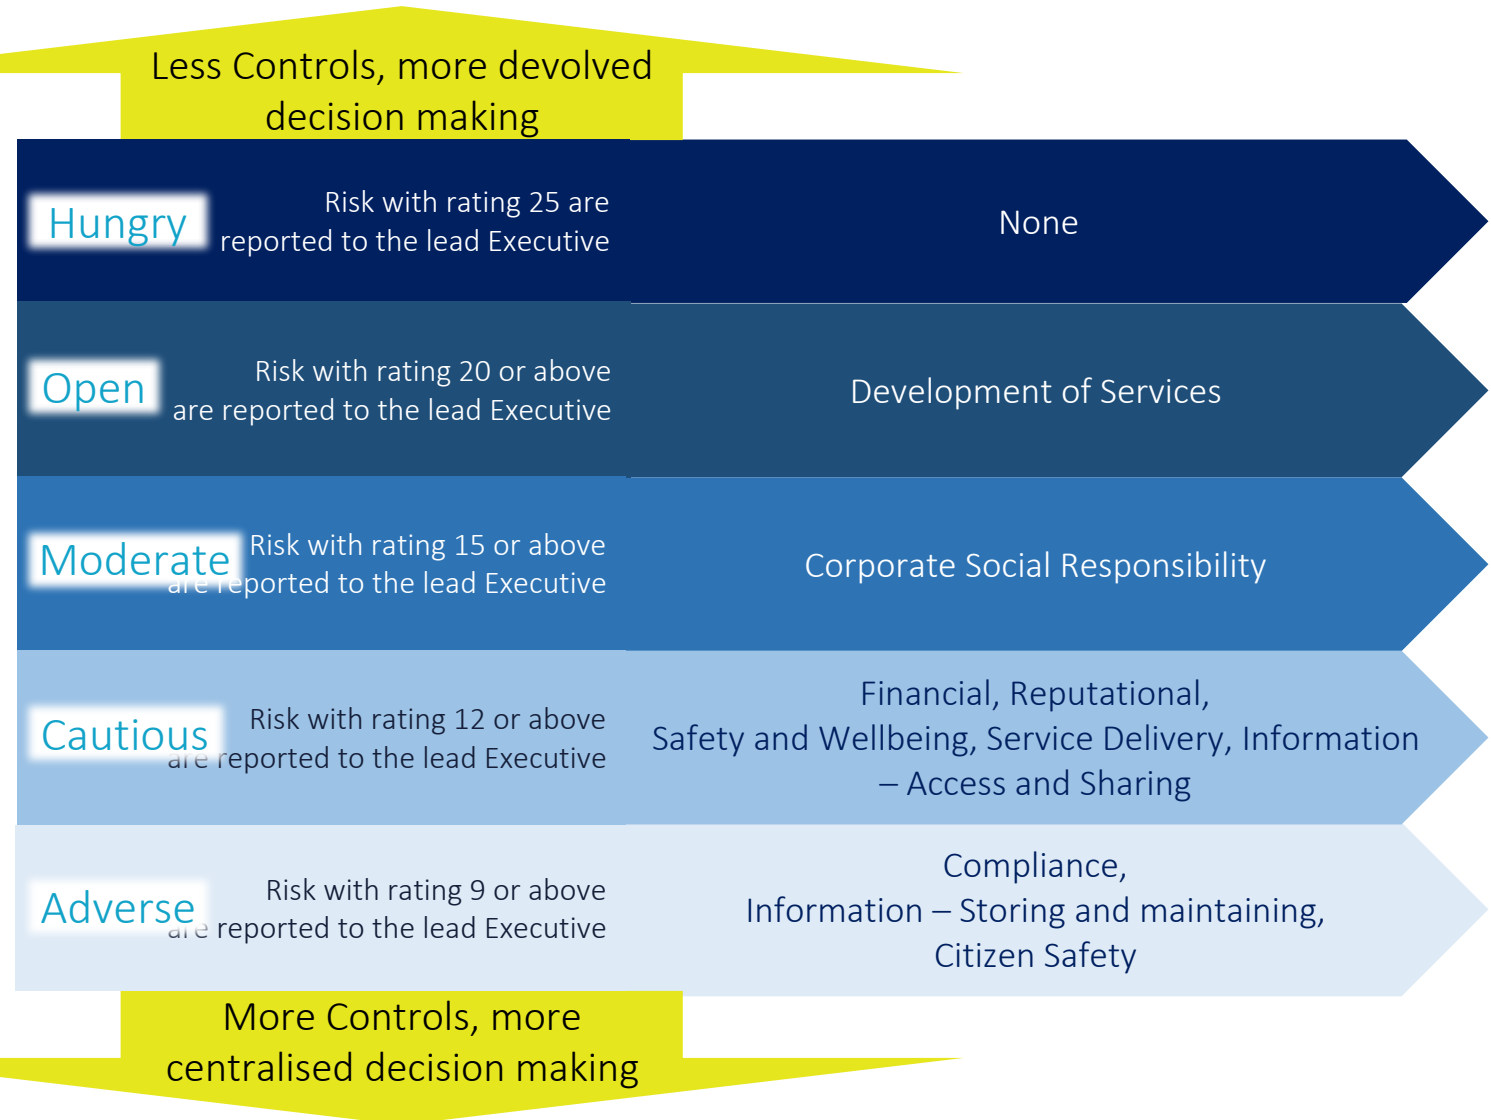 Less Controls, more devolved
decision making
Hungry
Risk with rating 25 are
reported to the lead Executive
None
Open
Risk with rating 20 or above
are reported to the lead Executive
Development of Services
Moderate
Risk with rating 15 or above
are reported to the lead Executive
Corporate Social Responsibility
Cautious
Risk with rating 12 or above
are reported to the lead Executive
Financial, Reputational,
Safety and Wellbeing, Service Delivery, Information
– Access and Sharing
Adverse
Risk with rating 9 or above
are reported to the lead Executive
Compliance,
Information – Storing and maintaining,
Citizen Safety
More Controls, more
centralised decision making